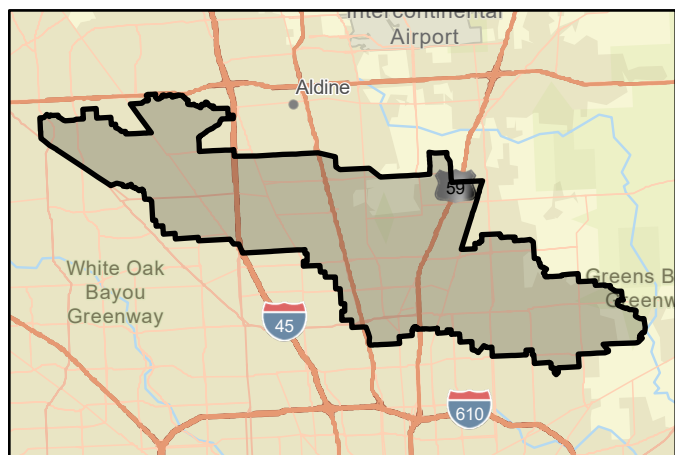 Intercontinental
Airport
Aldine
59
White Oak
Bayou
Greenway
Greens B
Greenw
45
610